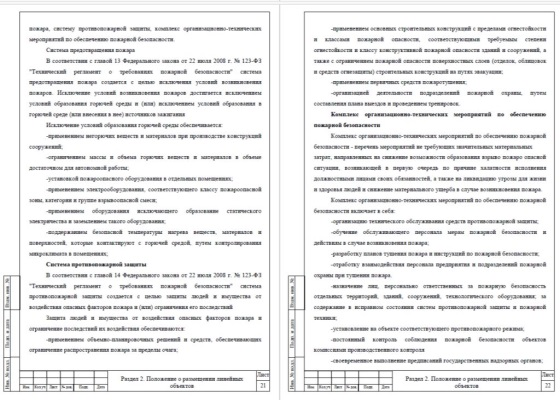 пожара, систему противопожарной защиты, комплекс организационно-технических
мероприятий по обеспечению пожарной безопасности.
Система предотвращения пожара
В соответствии с главой 13 Федерального закона от 22 июля 2008 г. № 123-ФЗ
"Технический регламент о требованиях пожарной безопасности" система
предотвращения пожара создается с целью исключения условий возникновения
пожаров. Исключение условий возникновения пожаров достигается исключением
условий образования горючей среды и (или) исключением условий образования в
горючей среде (или внесения в нее) источников зажигания
Исключение условий образования горючей среды обеспечивается:
-применением негорючих веществ и материалов при производстве конструкций
сооружений;
-ограничением массы и объема горючих веществ и материалов в объеме
достаточном для автономной работы;
-установкой пожароопасного оборудования в отдельных помещениях;
-применением электрооборудования, соответствующего классу пожароопасной
зоны, категории и группе взрывоопасной смеси;
-применением оборудования исключающего образование статического
электричества и заземлением такого оборудования;
-поддержанием безопасной температуры нагрева веществ, материалов и
поверхностей, которые контактируют с горючей средой, путем контролирования
микроклимата в помещениях;
Система противопожарной защиты
В соответствии с главой 14 Федерального закона от 22 июля 2008 г. № 123-ФЗ
"Технический регламент о требованиях пожарной безопасности" система
противопожарной защиты создается с целью защиты людей и имущества от
воздействия опасных факторов пожара и (или) ограничения его последствий
Защита людей и имущества от воздействия опасных факторов пожара и
ограничение последствий их воздействия обеспечиваются:
-применением объемно-планировочных решений и средств, обеспечивающих
ограничение распространения пожара за пределы очага;
Взам. инв. №
Подп. и дата
Инв. № подл.
Изм. Кол.уч Лист № док. Подп. Дата
Раздел 2. Положение о размещении линейных
объектов
Лист
21
-применением основных строительных конструкций с пределами огнестойкости
и классами пожарной опасности, соответствующими требуемым степени
огнестойкости и классу конструктивной пожарной опасности зданий и сооружений, а
также с ограничением пожарной опасности поверхностных слоев (отделок, облицовок
и средств огнезащиты) строительных конструкций на путях эвакуации;
-применением первичных средств пожаротушения;
-организацией деятельности подразделений пожарной охраны, путем
составления плана выездов и проведением тренировок.
Комплекс организационно-технических мероприятий по обеспечению
пожарной безопасности
Комплекс организационно-технических мероприятий по обеспечению пожарной
безопасности - перечень мероприятий не требующих значительных материальных
затрат, направленных на снижение возможности образования взрыво пожаро опасной
ситуации, возникающей в первую очередь по причине халатности исполнения
должностными лицами своих обязанностей, а также на ликвидацию угрозы для жизни
и здоровья людей и снижение материального ущерба в случае возникновения пожара.
Комплекс организационно-технических мероприятий по обеспечению пожарной
безопасности включает в себя:
-организацию технического обслуживания средств противопожарной защиты;
-обучение обслуживающего персонала мерам пожарной безопасности и
действиям в случае возникновения пожара;
-разработку планов тушения пожара и инструкций по пожарной безопасности;
-отработку взаимодействия персонала предприятия и подразделений пожарной
охраны при тушении пожара.
-назначение лиц, персонально ответственных за пожарную безопасность
отдельных территорий, зданий, сооружений, технологического оборудования; за
содержание в исправном состоянии систем противопожарной защиты и пожарной
техники;
-установление на объекте соответствующего противопожарного режима;
-постоянный контроль соблюдения пожарной безопасности объектов
комиссиями производственного контроля
-своевременное выполнение предписаний государственных надзорных органов;
Взам. инв. №
Подп. и дата
Инв. № подл.
Изм. Кол.уч Лист № док. Подп. Дата
Раздел 2. Положение о размещении линейных
объектов
Лист
22